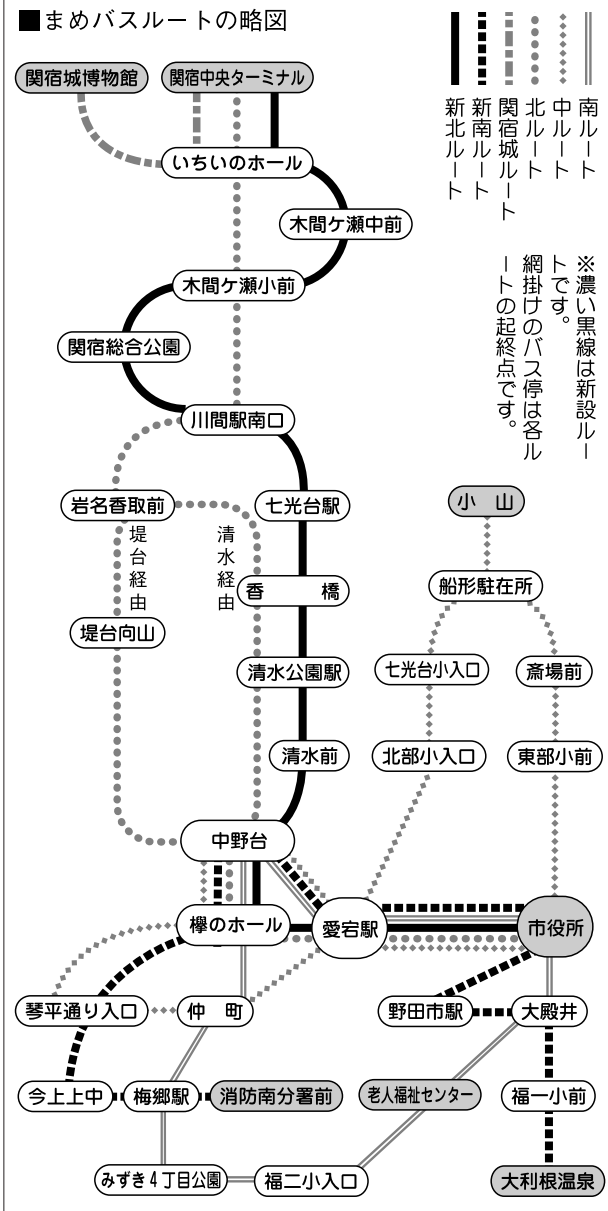 ■まめバスルートの略図
南ルート
中ルート
北ルート
関宿城ルート
新南ルート
新北ルート
※濃い黒線は新設ルー
トです。
網掛けのバス停は各ル
ートの起終点です。
関宿城博物館
関宿中央ターミナル
いちいのホール
木間ケ瀬中前
木間ケ瀬小前
関宿総合公園
川間駅南口
岩名香取前
七光台駅
小　山
堤台経由
清水経由
香　橋
船形駐在所
堤台向山
清水公園駅
七光台小入口
斎場前
清水前
北部小入口
東部小前
中野台
欅のホール
愛宕駅
市役所
琴平通り入口
仲　町
野田市駅
大殿井
今上上中
梅郷駅
消防南分署前
老人福祉センター
福一小前
みずき4丁目公園
福二小入口
大利根温泉